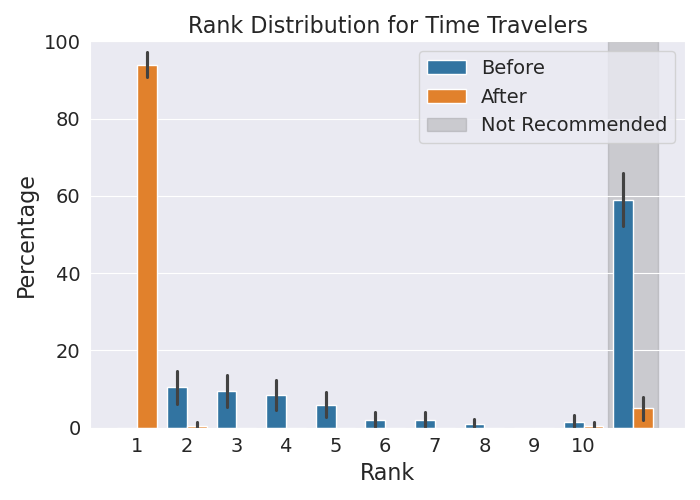 Rank Distribution for Time Travelers
Before
After
Not Recommended
Percentage
100
80
60
40
20
0
1 2 3 4 5 6 7 8 9 10
Rank